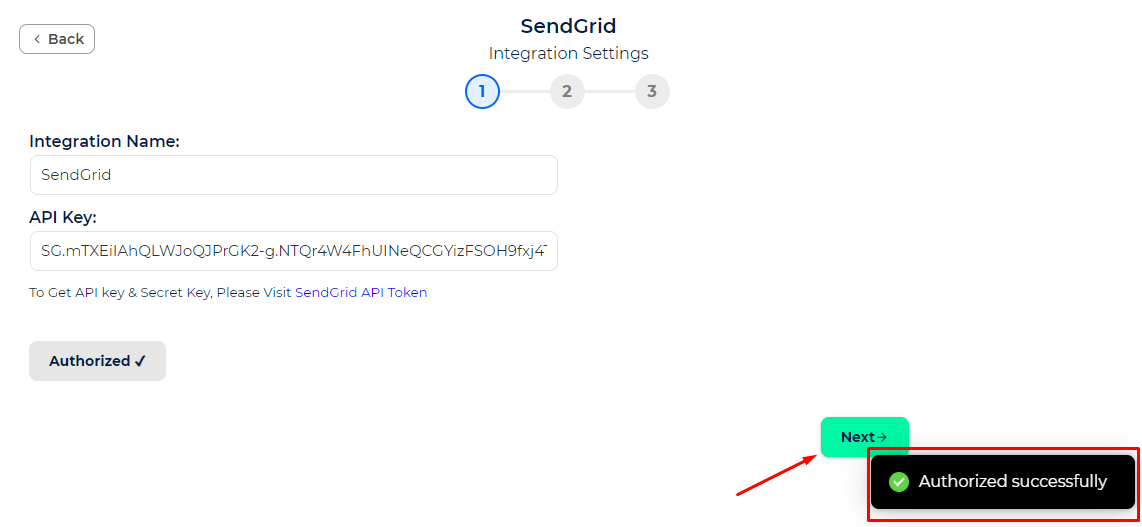 SendGrid
Back
Integration Settings
1 2 3
Integration Name:
SendGrid
API Key:
SG.mTXEiIAhQLWJoQJPrGK2-g.NTQr4W4FhUINeQCGYizFSOH9fxj4
To Get API key & Secret Key, Please Visit SendGrid API Token
Authorized ✓
Next→
Authorized successfully